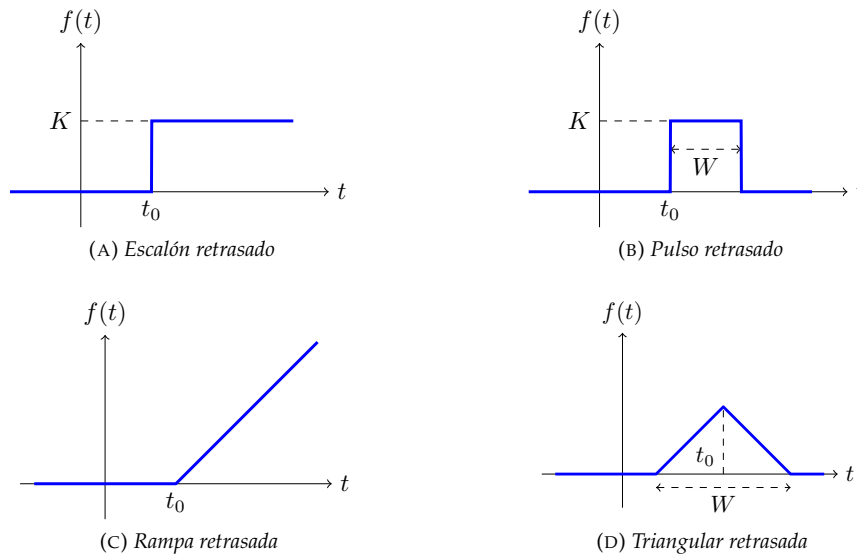 f(t)
K
t
t₀
(A) Escalón retrasado
f(t)
K
W
t₀
(B) Pulso retrasado
f(t)
t
t₀
(C) Rampa retrasada
f(t)
t₀
t
W
(D) Triangular retrasada